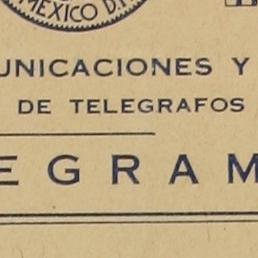 MEXICO D.F.
UNICACIONES Y
DE TELEGRAFOS
EGRAM